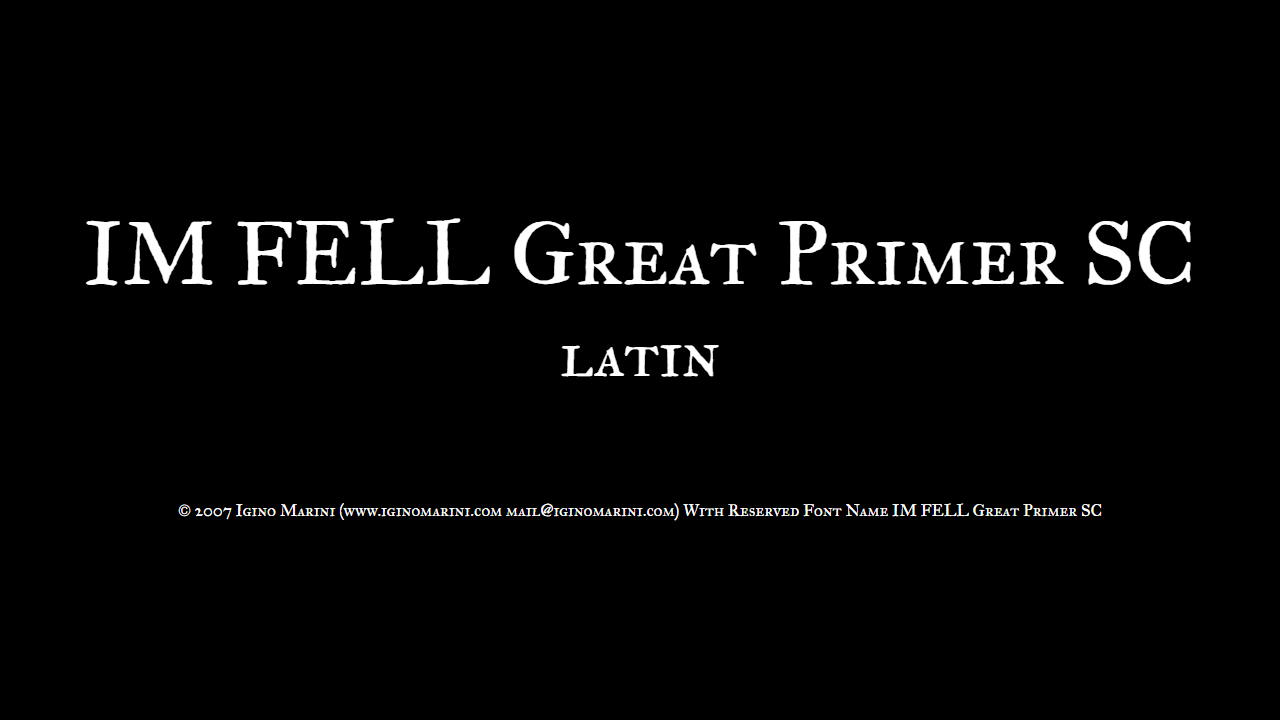 IM FELL Great Primer SC
latin
© 2007 Igino Marini (www.iginomarini.com mail@iginomarini.com) With Reserved Font Name IM FELL Great Primer SC